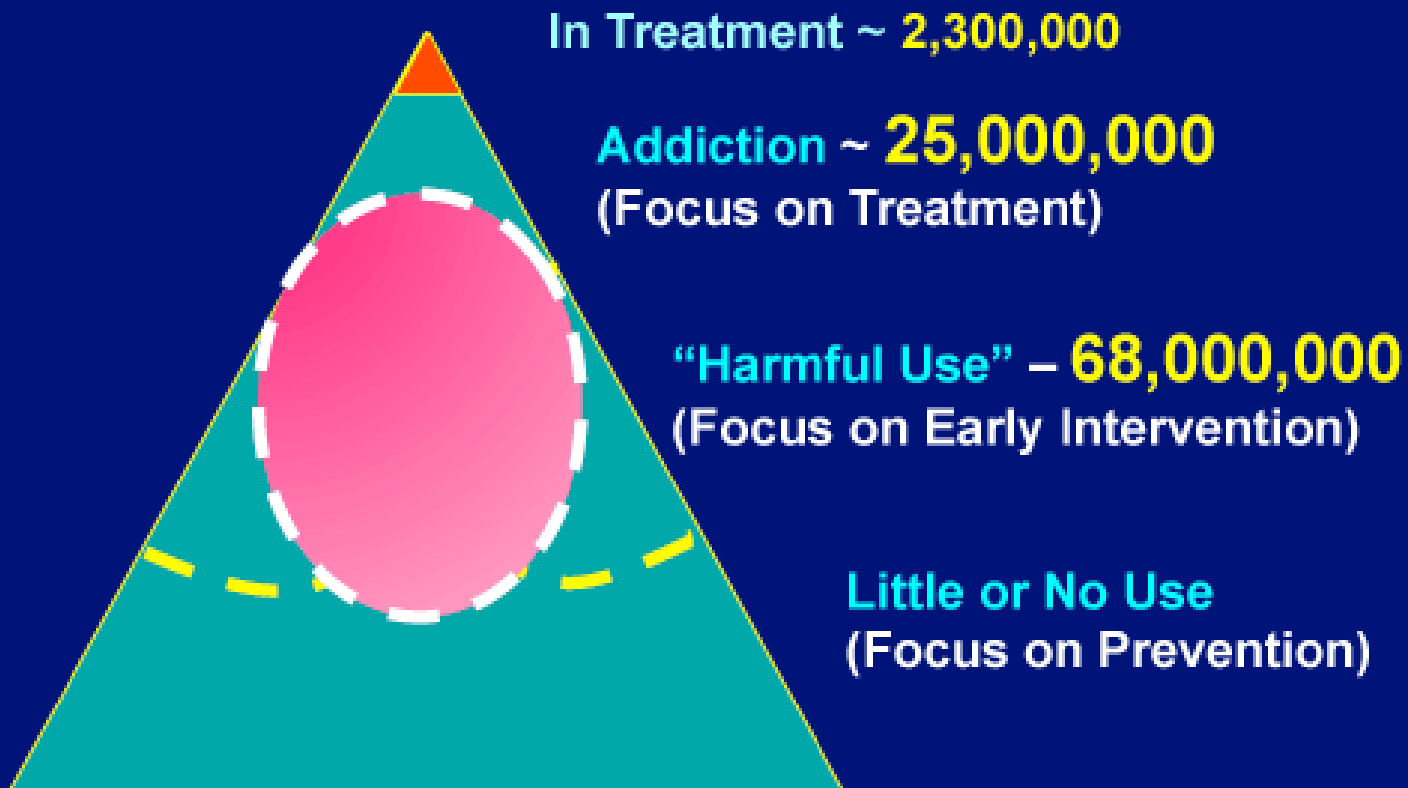 In Treatment ~ 2,300,000
Addiction ~ 25,000,000
(Focus on Treatment)
“Harmful Use” – 68,000,000
(Focus on Early Intervention)
Little or No Use
(Focus on Prevention)